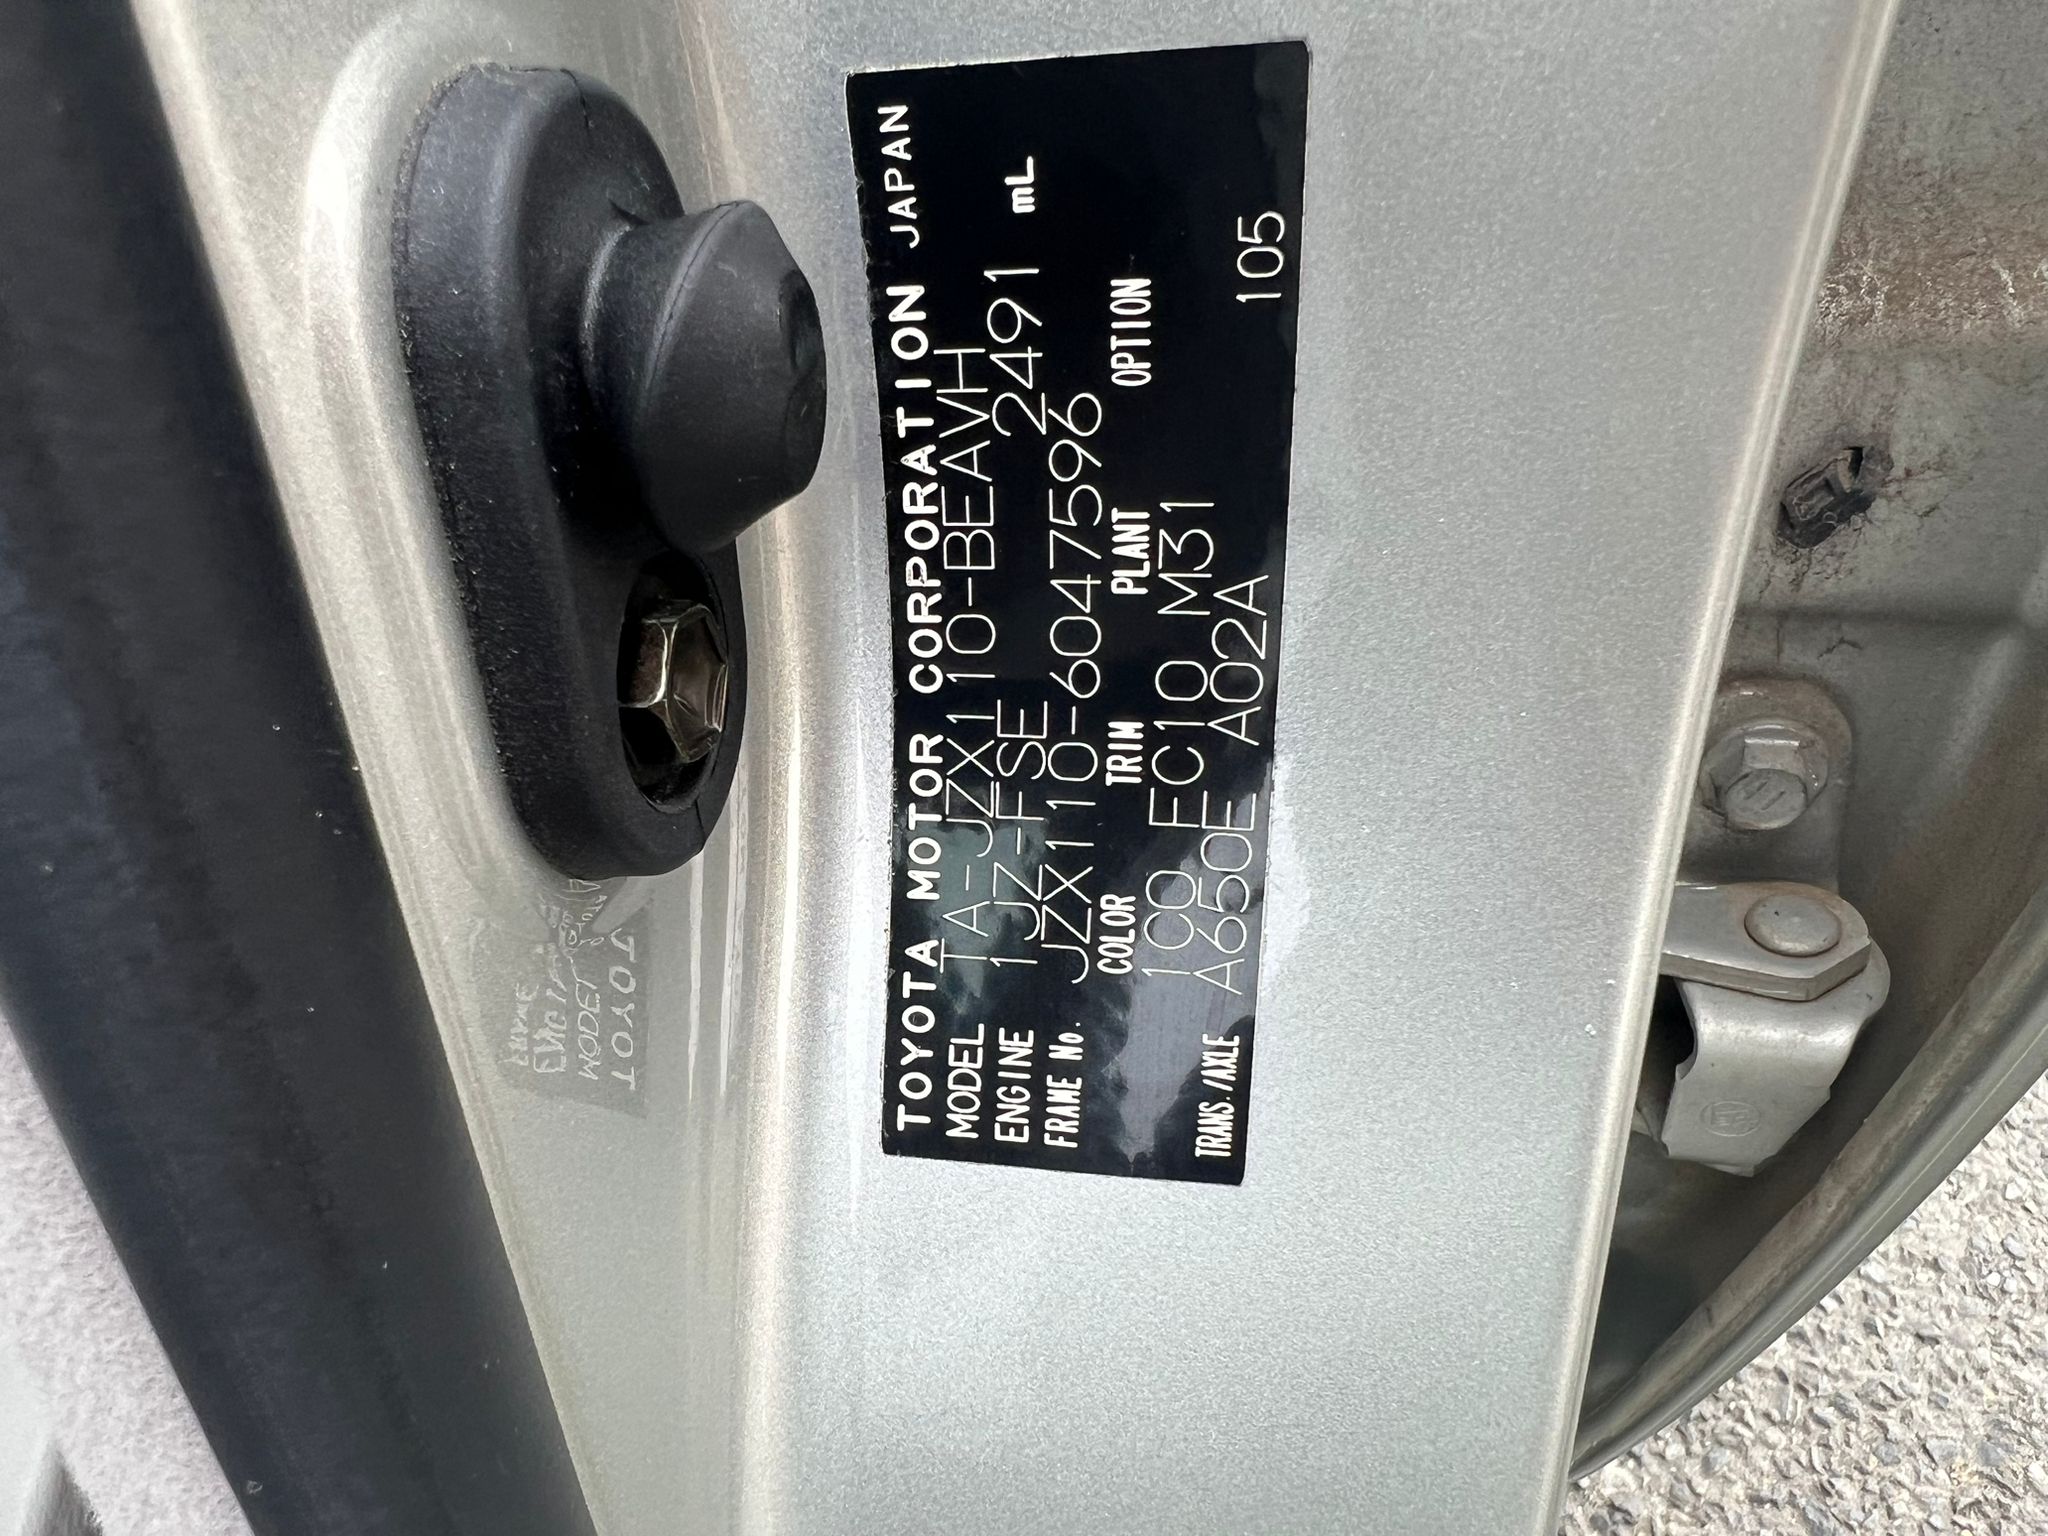 TOYOTA MOTOR CORPORATION JAPAN
MODEL TA-JZX110-BEAVH
ENGINE 1JZ-FSE 2491 mL
FRAME No. JZX110-6047596
COLOR TRIM PLANT OPTION
1C0 FC10 M31
TRANS./AXLE A650E A02A 105